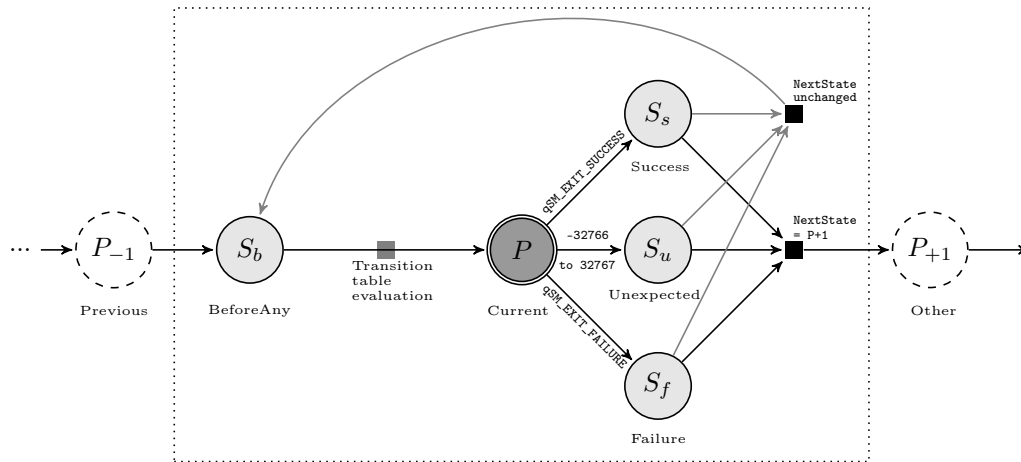 NextState
unchanged
S_s
Success
qSM_EXIT_SUCCESS
...
P_{-1}
Previous
S_b
BeforeAny
Transition
table
evaluation
P
Current
-32766
to 32767
S_u
Unexpected
NextState
= P+1
P_{+1}
Other
qSM_EXIT_FAILURE
S_f
Failure